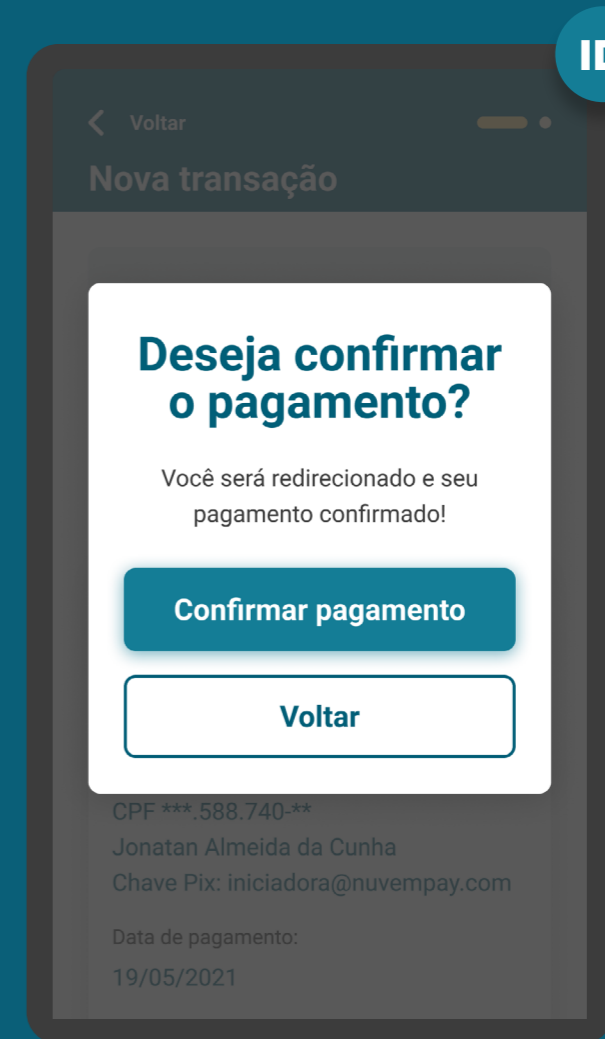 ID
Voltar
Nova transação
Deseja confirmar
o pagamento?
Você será redirecionado e seu
pagamento confirmado!
Confirmar pagamento
Voltar
CPF ***.588.740-**
Jonatan Almeida da Cunha
Chave Pix: iniciadora@nuvempay.com
Data de pagamento:
19/05/2021